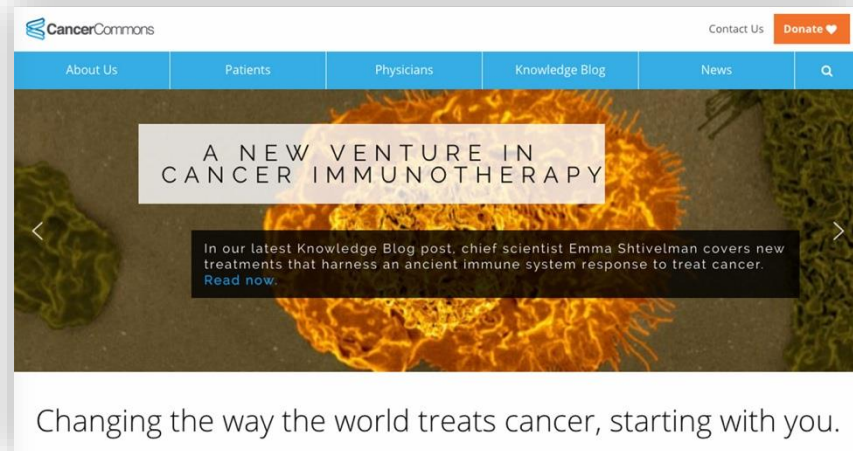 CancerCommons
Contact Us
Donate
About Us
Patients
Physicians
Knowledge Blog
News
A NEW VENTURE IN
CANCER IMMUNOTHERAPY
In our latest Knowledge Blog post, chief scientist Emma Shtivelman covers new
treatments that harness an ancient immune system response to treat cancer.
Read now.
Changing the way the world treats cancer, starting with you.